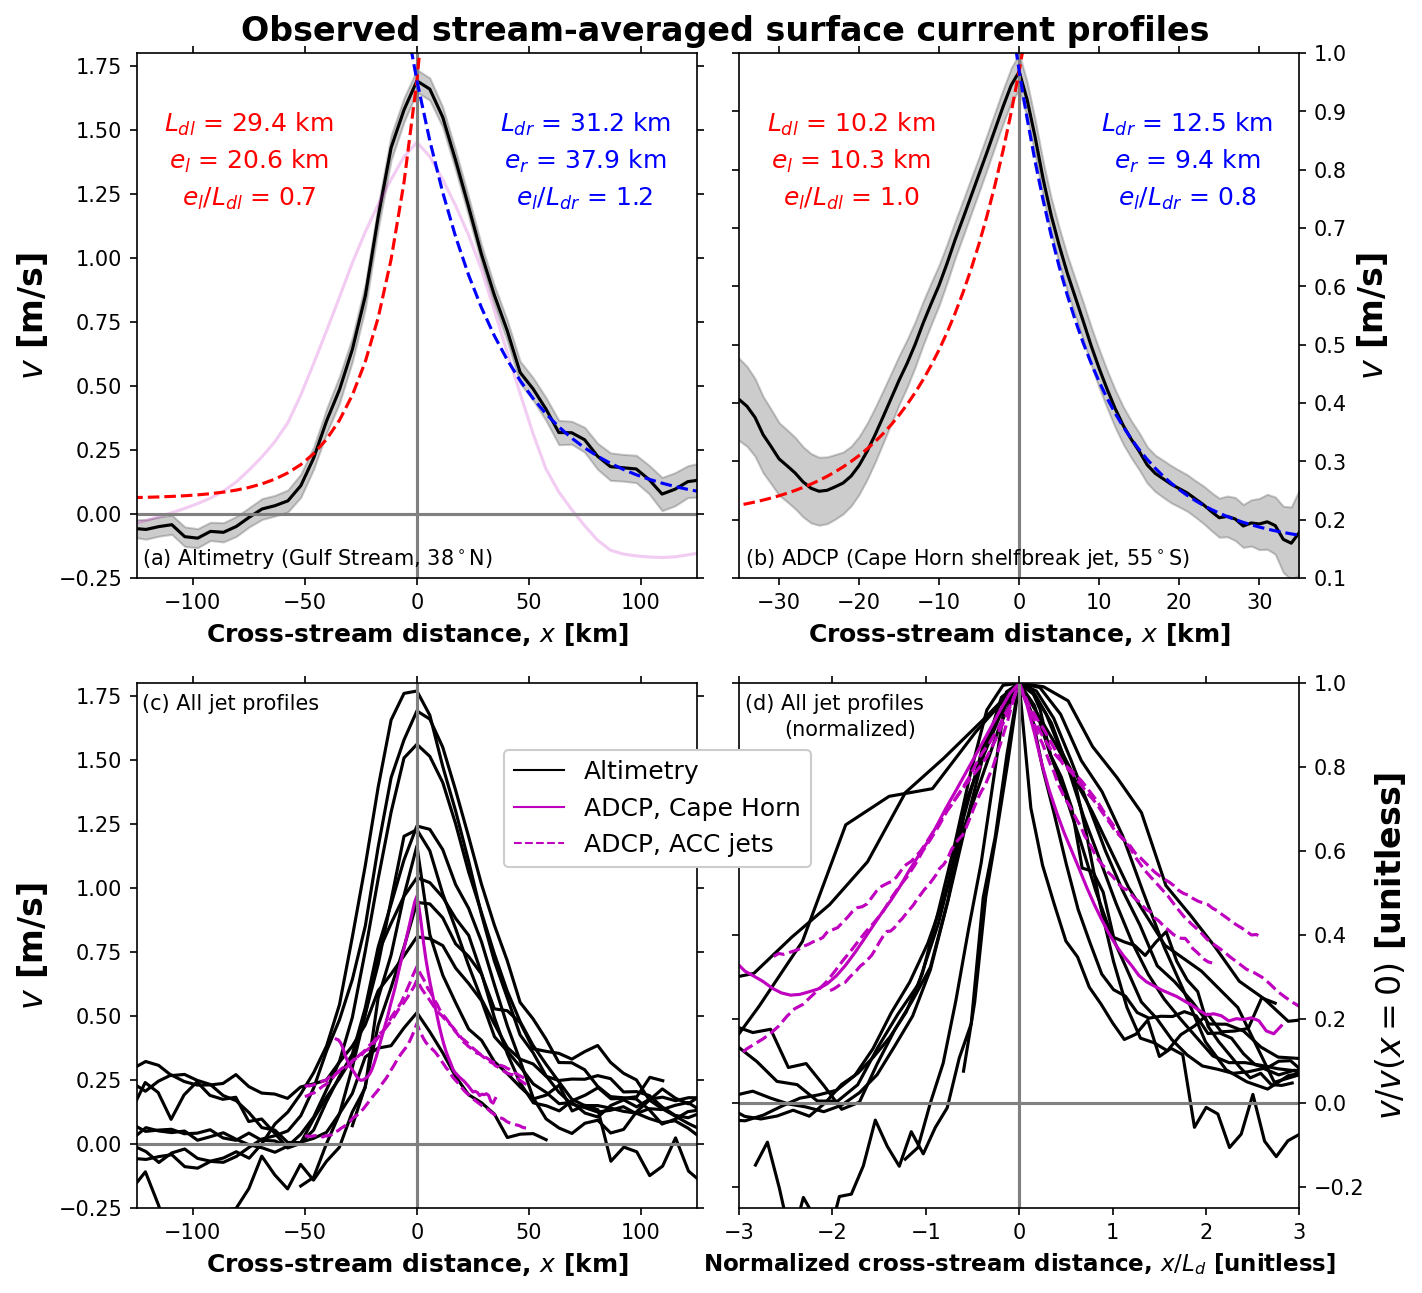 Observed stream-averaged surface current profiles
1.75
1.50
1.25
1.00
0.75
0.50
0.25
0.00
−0.25
v [m/s]
L_dl = 29.4 km
e_l = 20.6 km
e_l/L_dl = 0.7
L_dr = 31.2 km
e_r = 37.9 km
e_l/L_dr = 1.2
(a) Altimetry (Gulf Stream, 38°N)
−100 −50 0 50 100
Cross-stream distance, x [km]
L_dl = 10.2 km
e_l = 10.3 km
e_l/L_dl = 1.0
L_dr = 12.5 km
e_r = 9.4 km
e_l/L_dr = 0.8
(b) ADCP (Cape Horn shelfbreak jet, 55°S)
1.0
0.9
0.8
0.7
0.6
0.5
0.4
0.3
0.2
0.1
v [m/s]
−30 −20 −10 0 10 20 30
Cross-stream distance, x [km]
(c) All jet profiles
1.75
1.50
1.25
1.00
0.75
0.50
0.25
0.00
−0.25
v [m/s]
−100 −50 0 50 100
Cross-stream distance, x [km]
Altimetry
ADCP, Cape Horn
ADCP, ACC jets
(d) All jet profiles
(normalized)
1.0
0.8
0.6
0.4
0.2
0.0
−0.2
v/v(x = 0) [unitless]
−3 −2 −1 0 1 2 3
Normalized cross-stream distance, x/L_d [unitless]